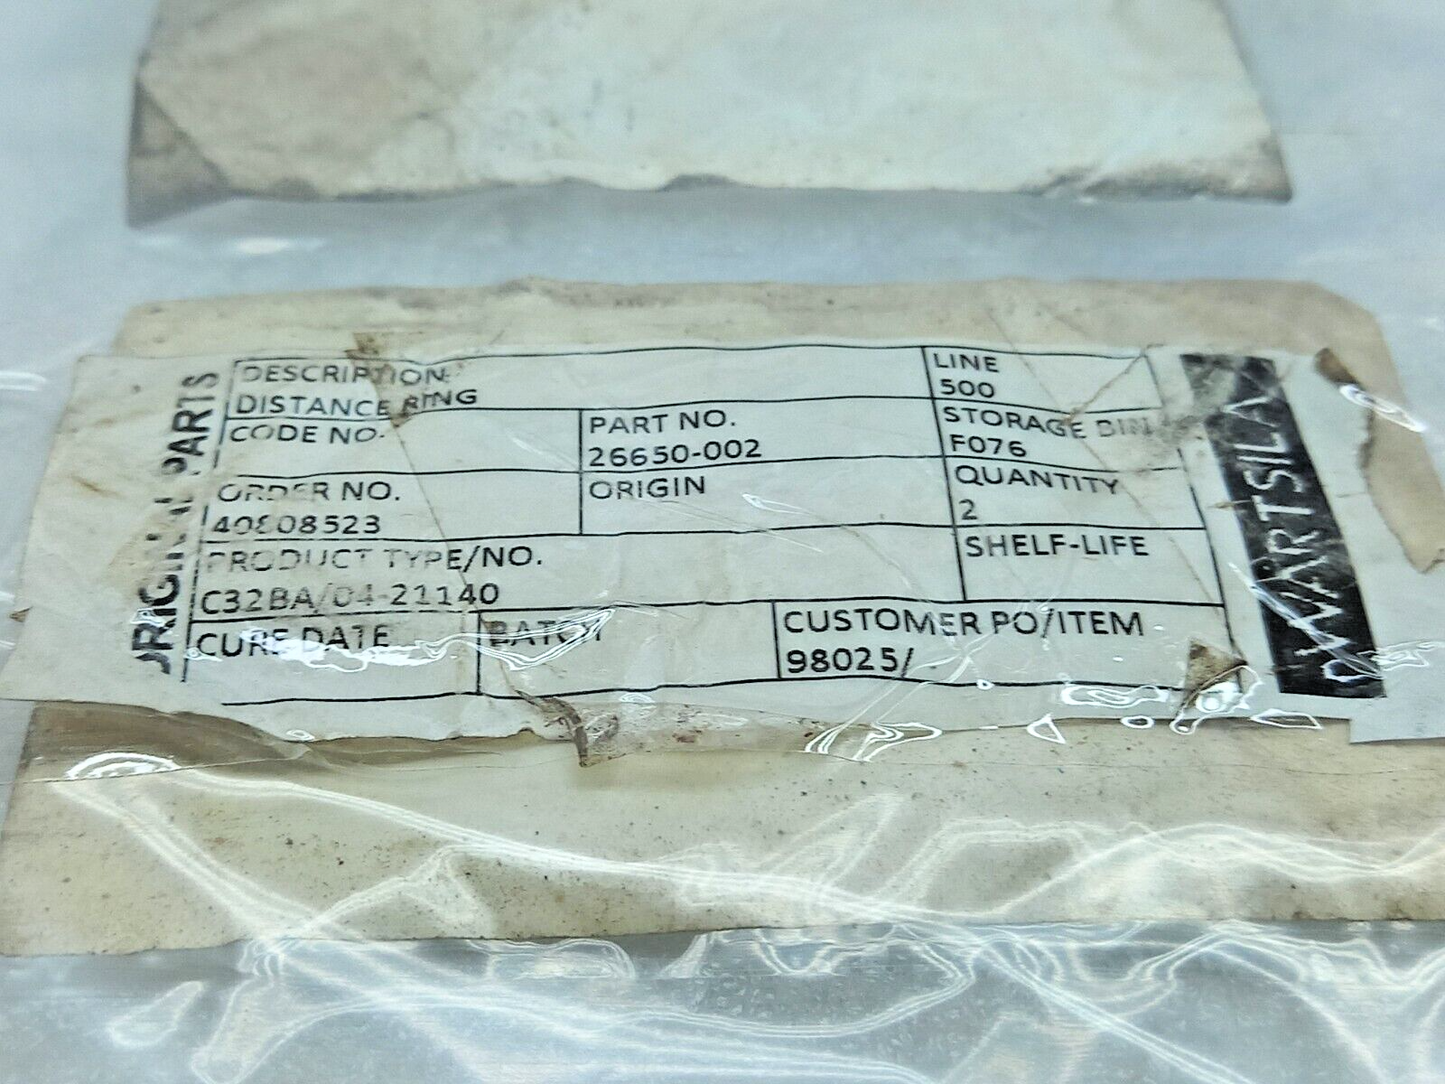 ORIGINAL PARTS
DESCRIPTION
DISTANCE RING
LINE
500
CODE NO.
PART NO.
26650-002
STORAGE BIN
F076
ORDER NO.
40808523
ORIGIN
QUANTITY
2
PRODUCT TYPE/NO.
C32BA/04-21140
SHELF-LIFE
CURE DATE
BATCH
CUSTOMER PO/ITEM
98025/
WÄRTSILÄ